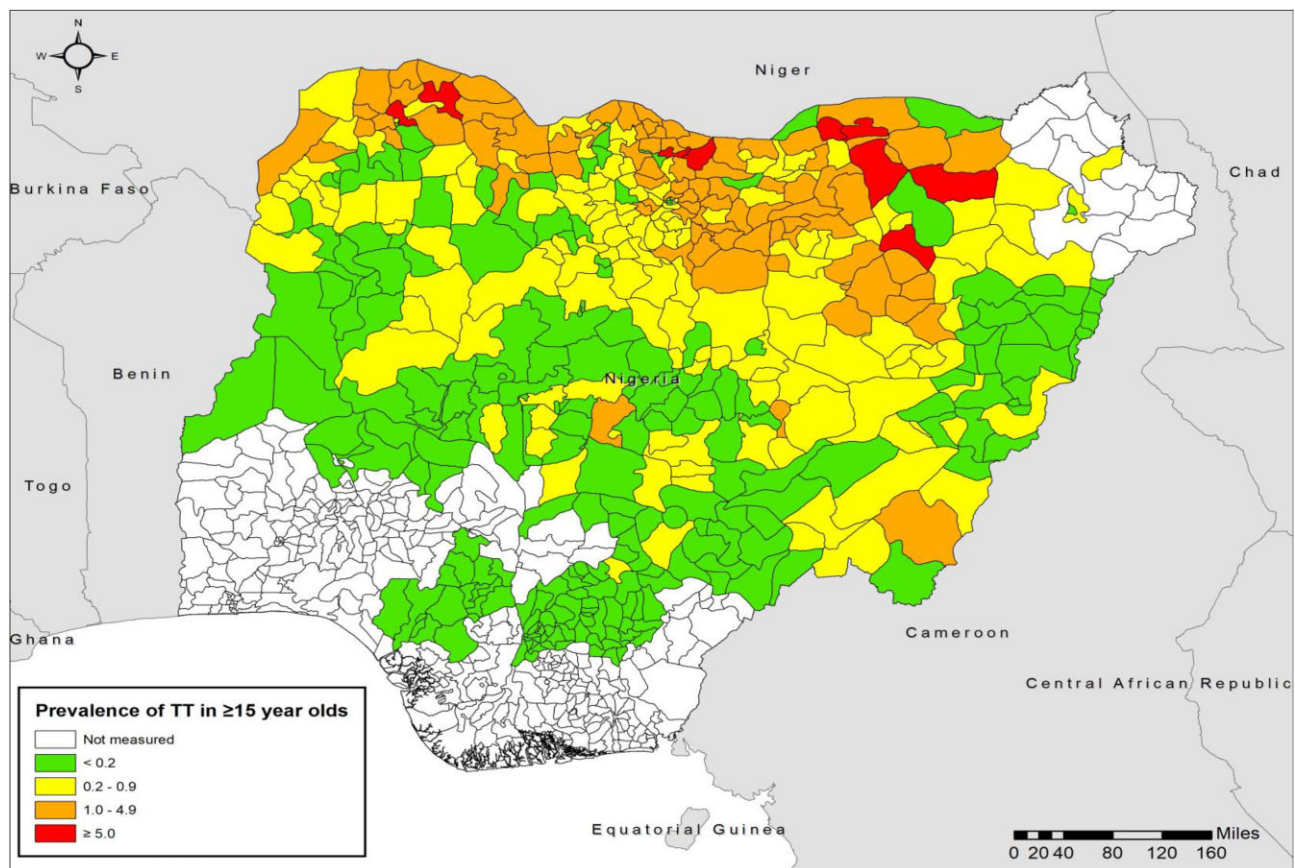 N
W E
S
Niger
Chad
Burkina Faso
Benin
Nigeria
Togo
Ghana
Cameroon
Central African Republic
Equatorial Guinea
Prevalence of TT in ≥15 year olds
Not measured
< 0.2
0.2 - 0.9
1.0 - 4.9
≥ 5.0
Miles
0 20 40 80 120 160